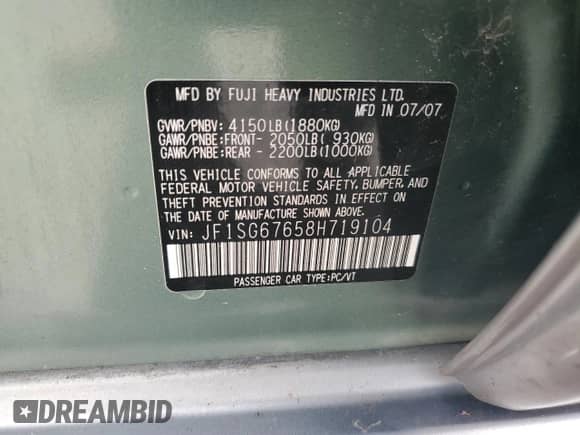 MFD BY FUJI HEAVY INDUSTRIES LTD.
MFD IN 07/07
GVWR/PNBV: 4150LB(1880KG)
GAWR/PNBE:FRONT- 2050LB( 930KG)
GAWR/PNBE:REAR - 2200LB(1000KG)
THIS VEHICLE CONFORMS TO ALL APPLICABLE
FEDERAL MOTOR VEHICLE SAFETY, BUMPER, AND
THEFT PREVENTION STANDARDS IN EFFECT ON
THE DATE OF MANUFACTURE SHOWN ABOVE.
VIN: JF1SG67658H719104
PASSENGER CAR TYPE:PC/VT
DREAMBID